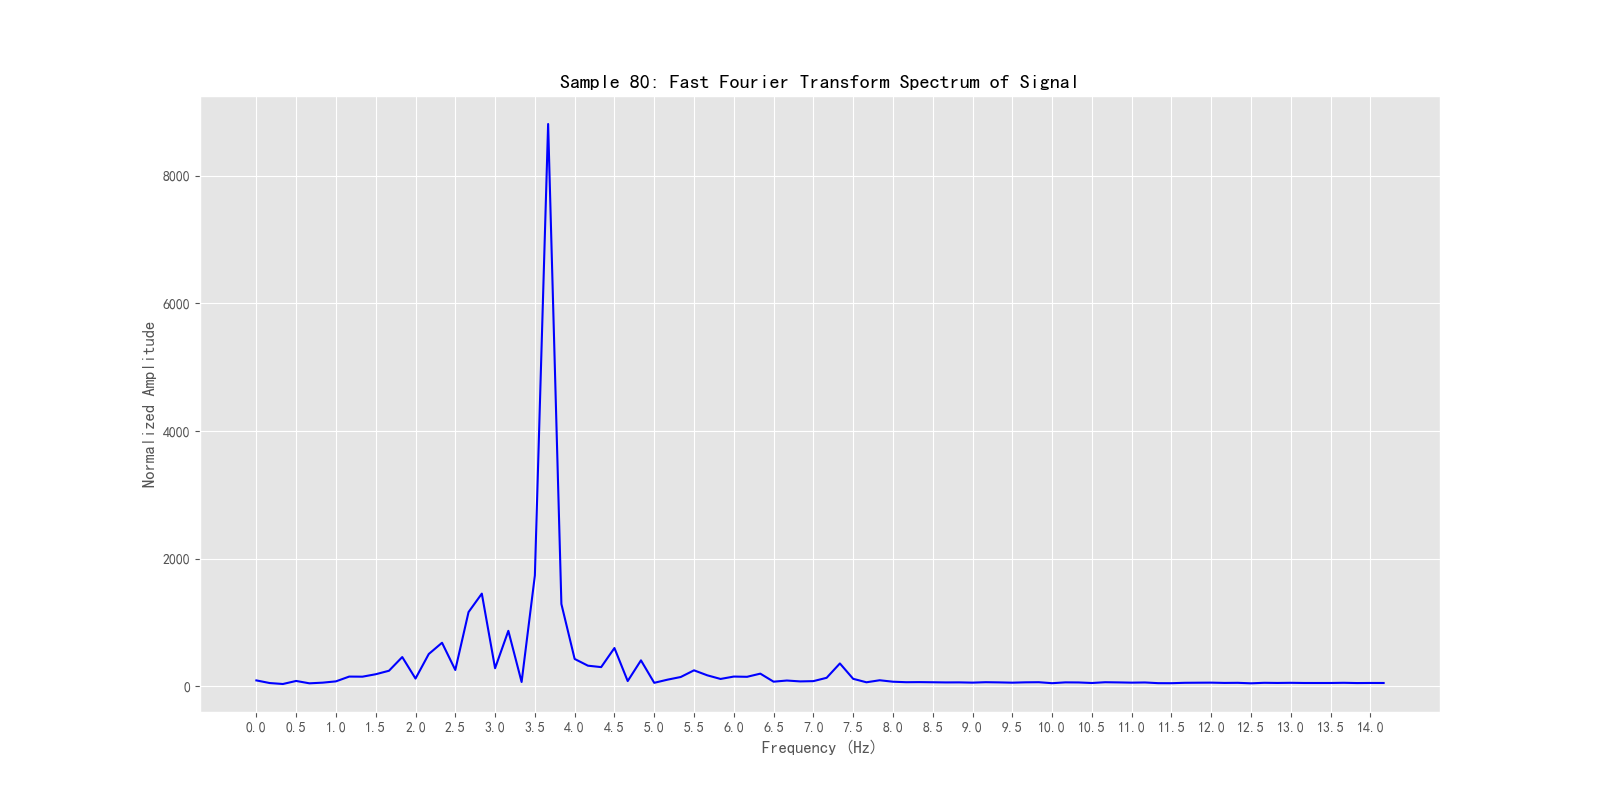 Sample 80: Fast Fourier Transform Spectrum of Signal
Normalized Amplitude
8000
6000
4000
2000
0
0.0 0.5 1.0 1.5 2.0 2.5 3.0 3.5 4.0 4.5 5.0 5.5 6.0 6.5 7.0 7.5 8.0 8.5 9.0 9.5 10.0 10.5 11.0 11.5 12.0 12.5 13.0 13.5 14.0
Frequency (Hz)